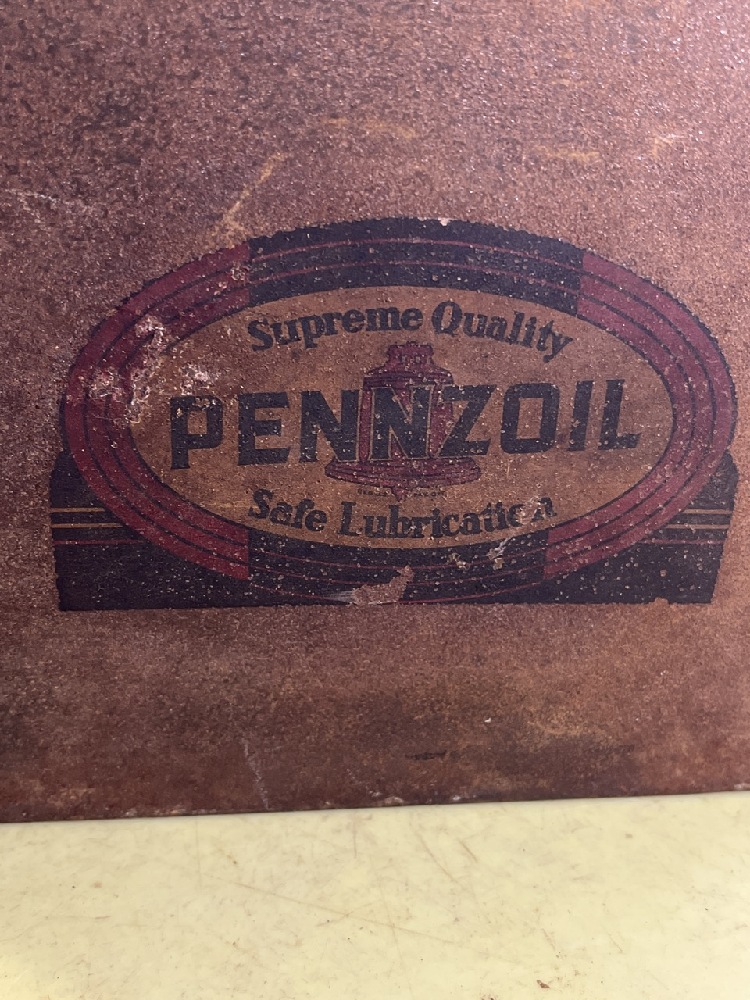 Supreme Quality
PENNZOIL
Safe Lubrication